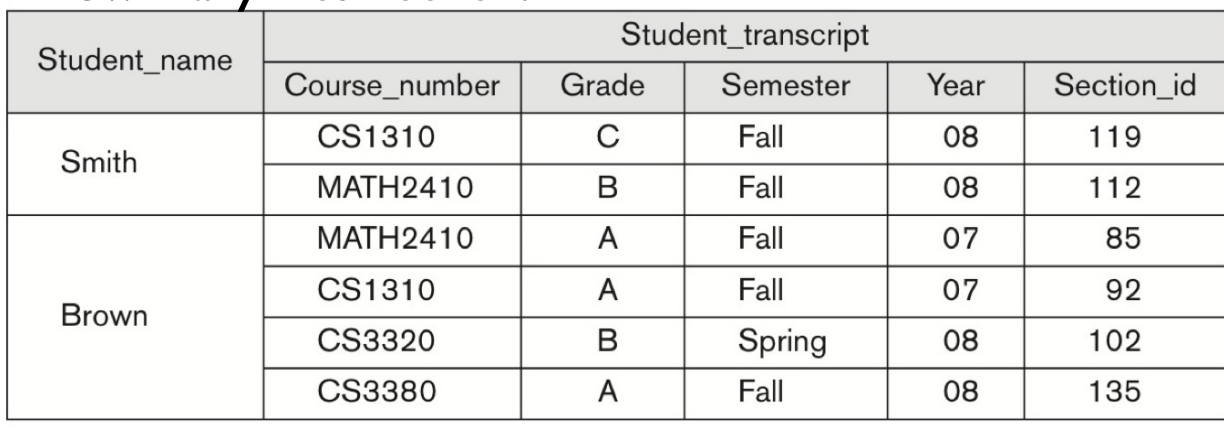 Student_name Student_transcript
Course_number Grade Semester Year Section_id
Smith CS1310 C Fall 08 119
MATH2410 B Fall 08 112
Brown MATH2410 A Fall 07 85
CS1310 A Fall 07 92
CS3320 B Spring 08 102
CS3380 A Fall 08 135